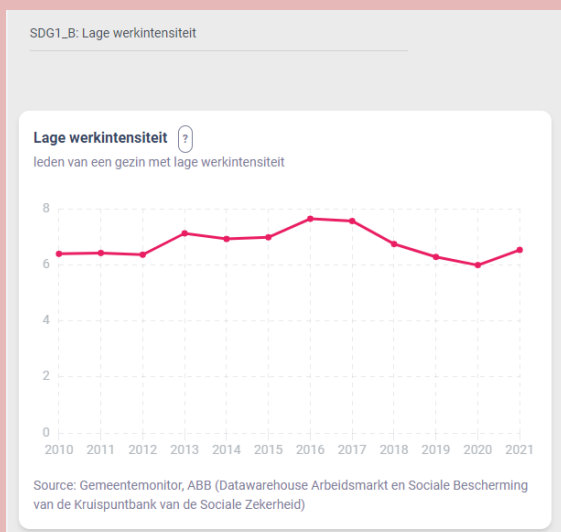 SDG1_B: Lage werkintensiteit
Lage werkintensiteit ?
leden van een gezin met lage werkintensiteit
8
6
4
2
0
2010 2011 2012 2013 2014 2015 2016 2017 2018 2019 2020 2021
Source: Gemeentemonitor, ABB (Datawarehouse Arbeidsmarkt en Sociale Bescherming
van de Kruispuntbank van de Sociale Zekerheid)